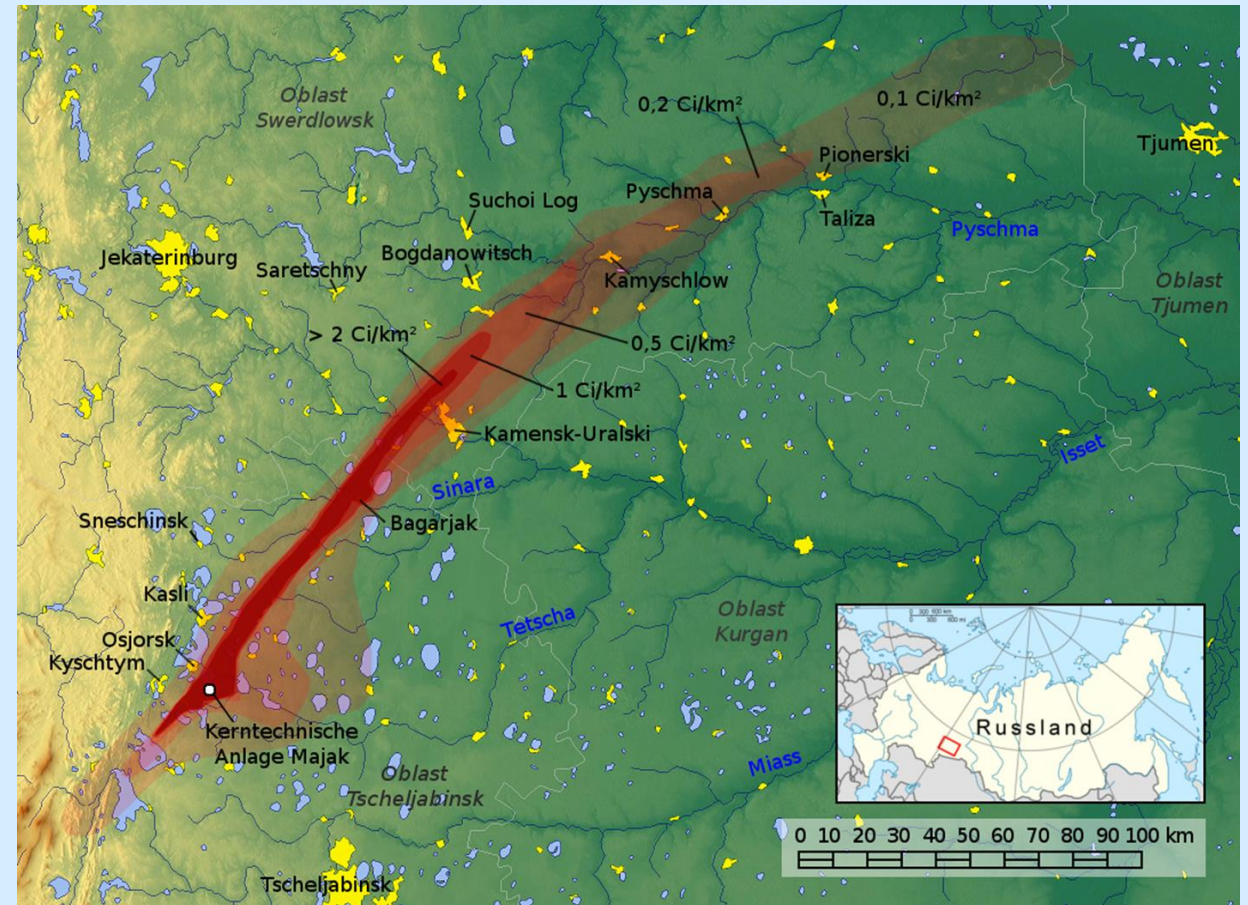 Oblast
Swerdlowsk
0,2 Ci/km²
0,1 Ci/km²
Tjumen
Pionerski
Pyschma
Suchoi Log
Taliza
Pyschma
Jekaterinburg
Bogdanowitsch
Saretschny
Kamyschlow
Oblast
Tjumen
> 2 Ci/km²
0,5 Ci/km²
1 Ci/km²
Kamensk-Uralski
Isset
Sinara
Sneschinsk
Bagarjak
Kasli
Tetscha
Oblast
Kurgan
Osjorsk
Kyschtym
Kerntechnische
Anlage Majak
Oblast
Tscheljabinsk
Miass
Tscheljabinsk
Russland
0 10 20 30 40 50 60 70 80 90 100 km